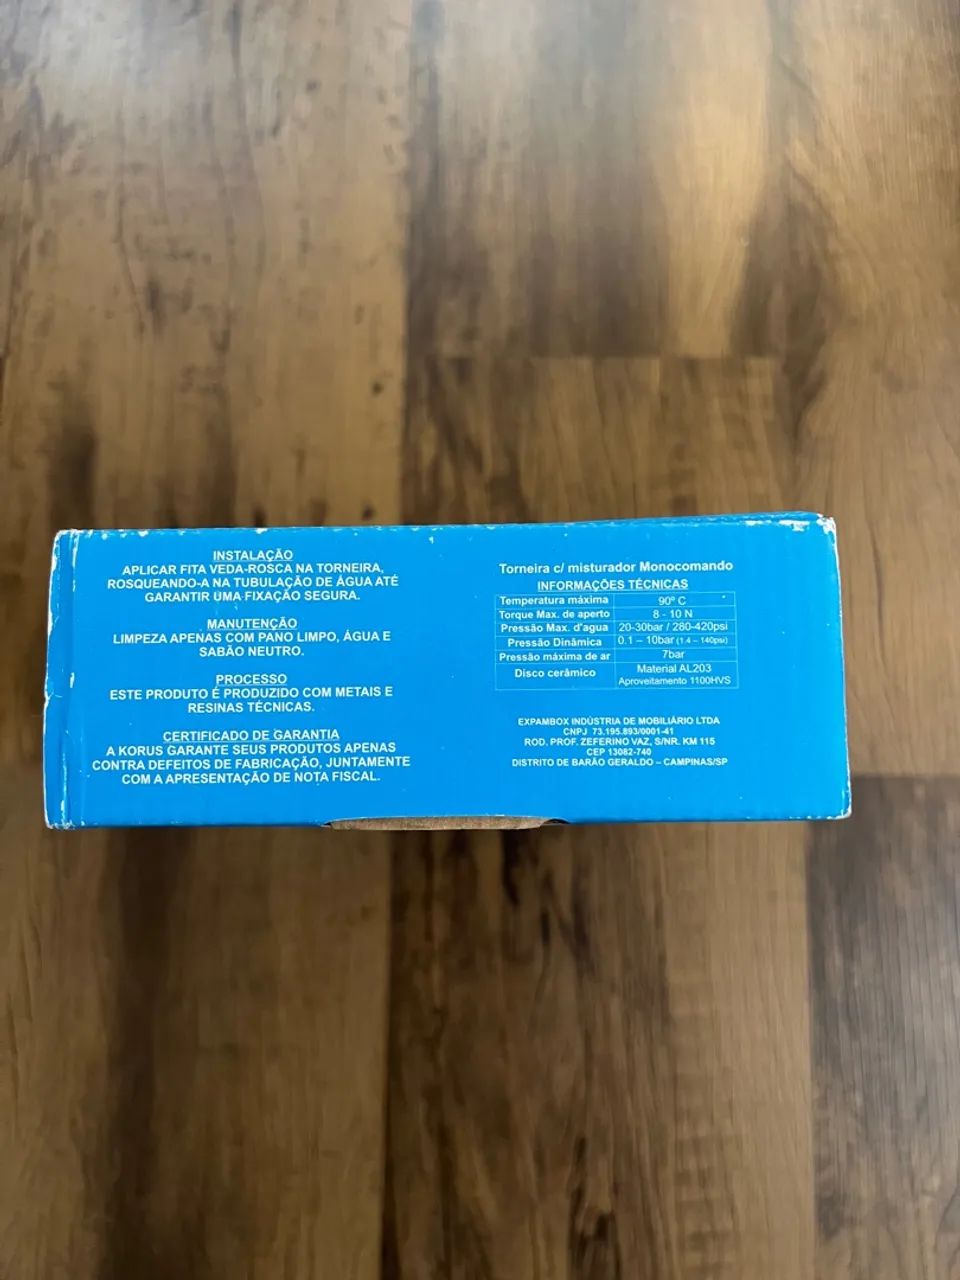 INSTALAÇÃO
APLICAR FITA VEDA-ROSCA NA TORNEIRA,
ROSQUEANDO-A NA TUBULAÇÃO DE ÁGUA ATÉ
GARANTIR UMA FIXAÇÃO SEGURA.
MANUTENÇÃO
LIMPEZA APENAS COM PANO LIMPO, ÁGUA E
SABÃO NEUTRO.
PROCESSO
ESTE PRODUTO É PRODUZIDO COM METAIS E
RESINAS TÉCNICAS.
CERTIFICADO DE GARANTIA
A KORUS GARANTE SEUS PRODUTOS APENAS
CONTRA DEFEITOS DE FABRICAÇÃO, JUNTAMENTE
COM A APRESENTAÇÃO DE NOTA FISCAL.
Torneira c/ misturador Monocomando
INFORMAÇÕES TÉCNICAS
Temperatura máxima 90º C
Torque Max. de aperto 8 - 10 N
Pressão Max. d'agua 20-30bar / 280-420psi
Pressão Dinâmica 0.1 – 10bar (1.4 – 140psi)
Pressão máxima de ar 7bar
Disco cerâmico Material AL203
Aproveitamento 1100HVS
EXPAMBOX INDÚSTRIA DE MOBILIÁRIO LTDA
CNPJ 73.195.893/0001-41
ROD. PROF. ZEFERINO VAZ, S/NR. KM 115
CEP 13082-740
DISTRITO DE BARÃO GERALDO – CAMPINAS/SP